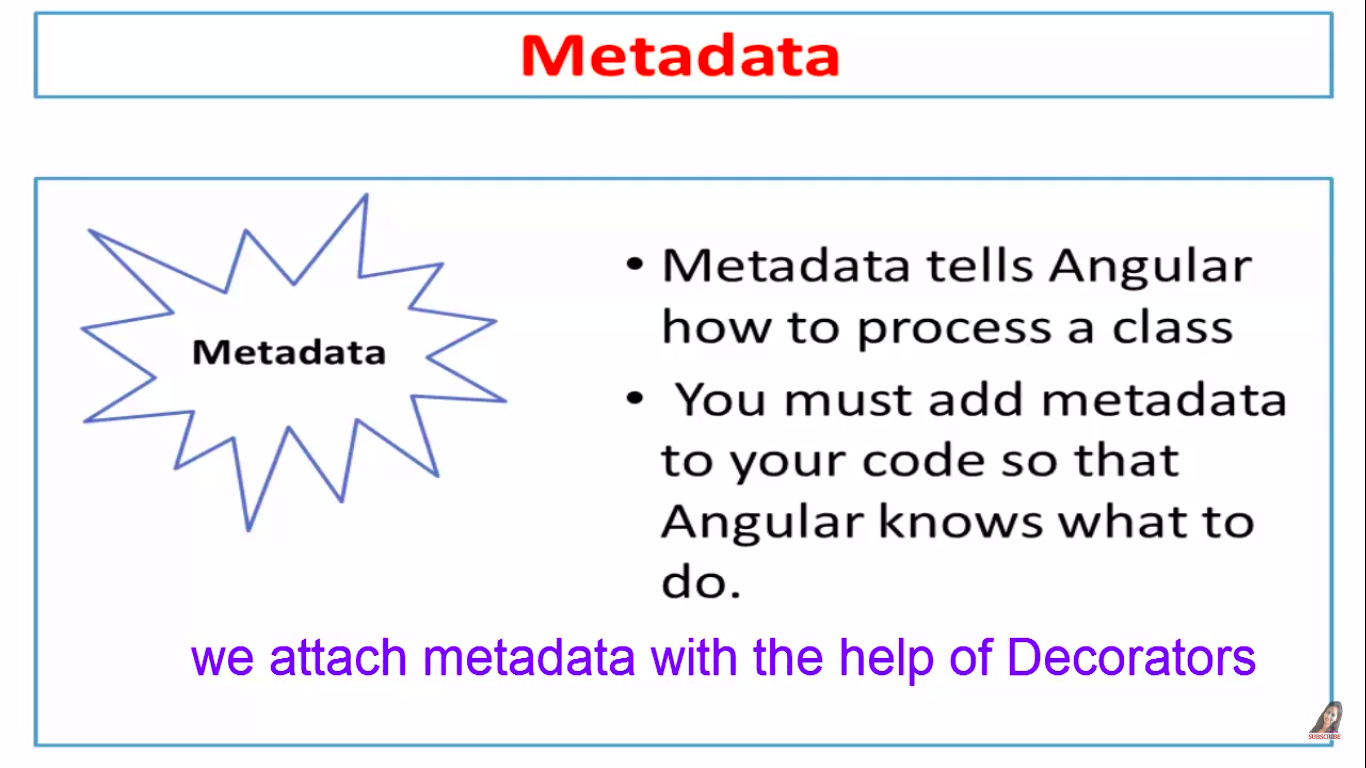 Metadata
Metadata
• Metadata tells Angular
how to process a class
• You must add metadata
to your code so that
Angular knows what to
do.
we attach metadata with the help of Decorators
SUBSCRIBE